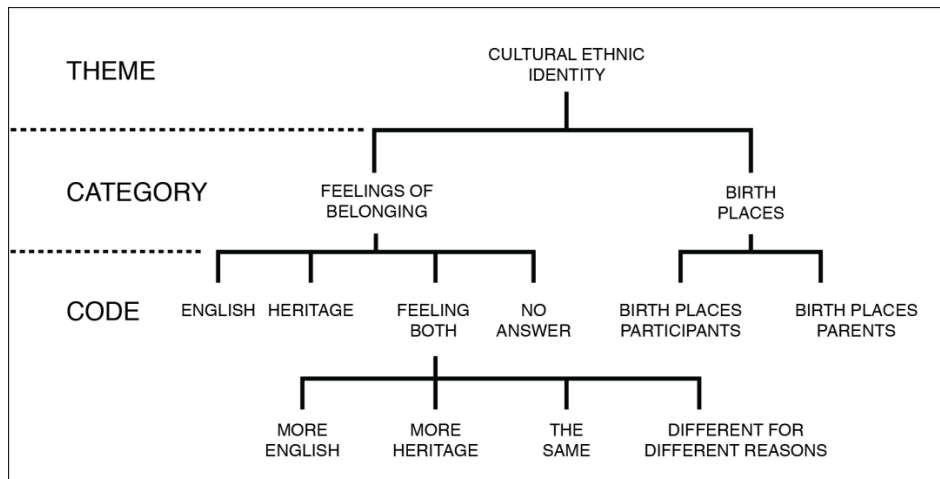 THEME
CULTURAL ETHNIC
IDENTITY
CATEGORY
FEELINGS OF
BELONGING
BIRTH
PLACES
CODE
ENGLISH
HERITAGE
FEELING
BOTH
NO
ANSWER
BIRTH PLACES
PARTICIPANTS
BIRTH PLACES
PARENTS
MORE
ENGLISH
MORE
HERITAGE
THE
SAME
DIFFERENT FOR
DIFFERENT REASONS